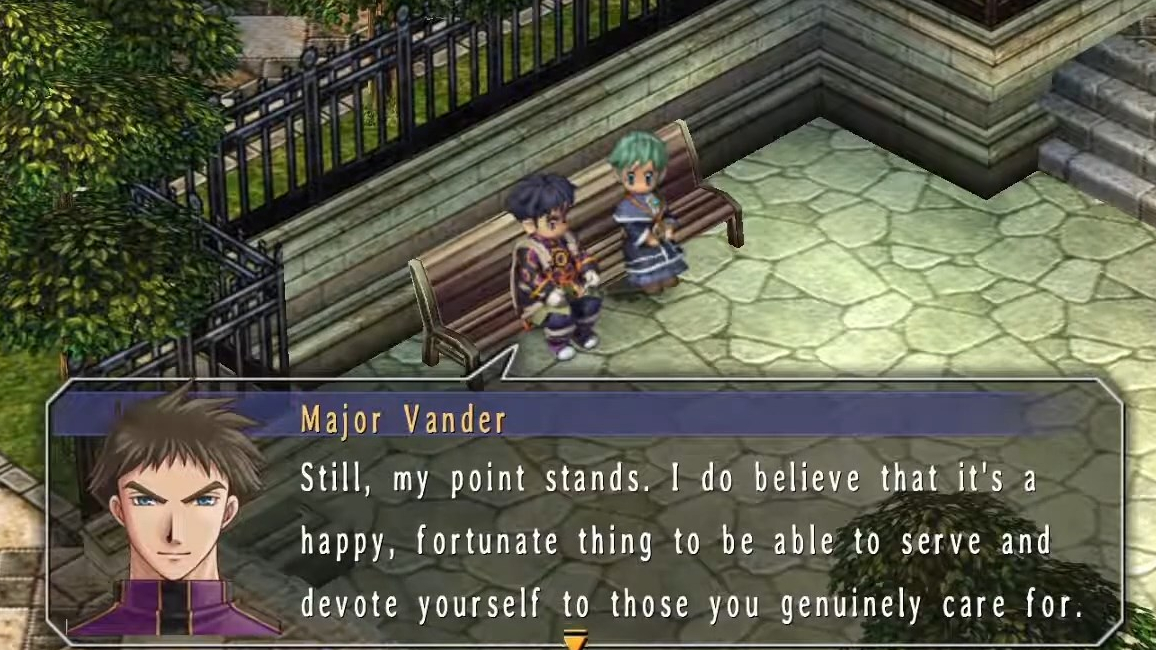 Major Vander
Still, my point stands. I do believe that it's a
happy, fortunate thing to be able to serve and
devote yourself to those you genuinely care for.